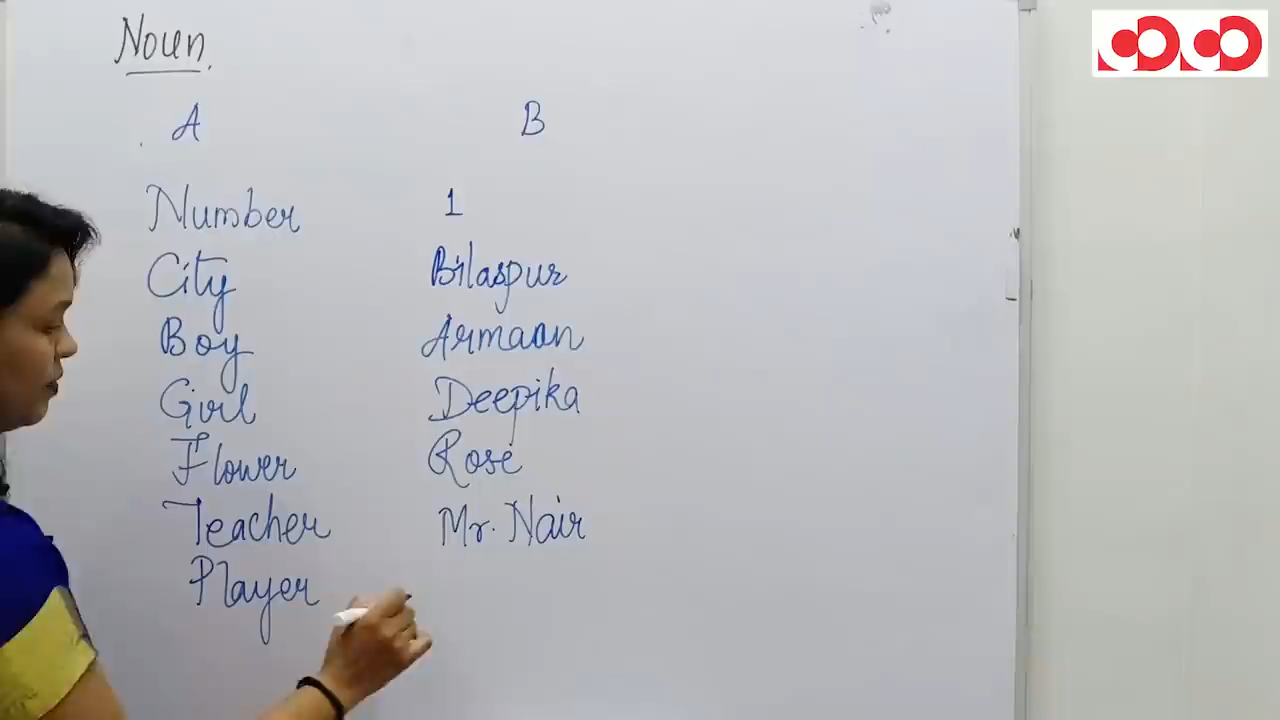 Noun.
A B
Number 1
City Bilaspur
Boy Armaan
Girl Deepika
Flower Rose
Teacher Mr. Nair
Player